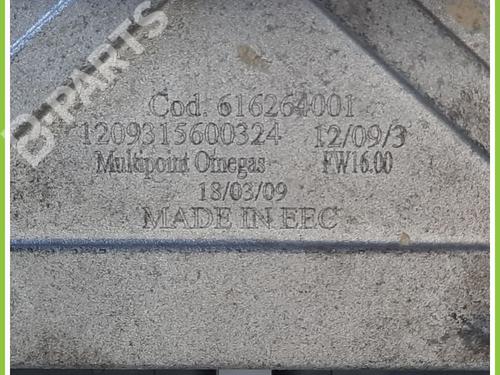 B-PARTS
Cod. 616264001
1209315600324 12/09/3
Multipoint Omegas FW16.00
18/03/09
MADE IN EEC